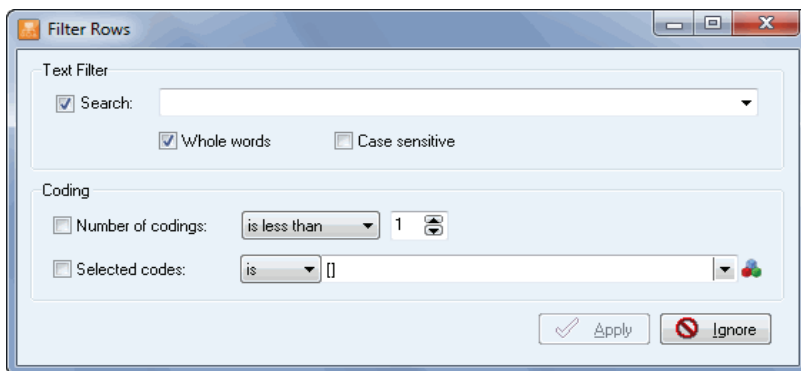 Filter Rows
Text Filter
Search:
Whole words Case sensitive
Coding
Number of codings: is less than 1
Selected codes: is []
Apply Ignore